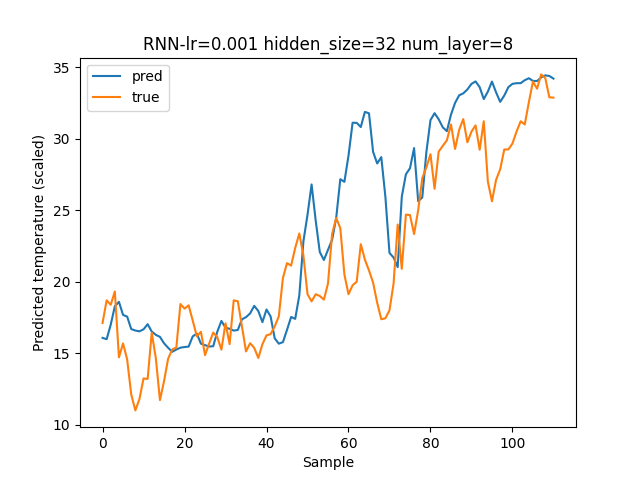 RNN-lr=0.001 hidden_size=32 num_layer=8
pred
true
Predicted temperature (scaled)
35
30
25
20
15
10
0 20 40 60 80 100
Sample